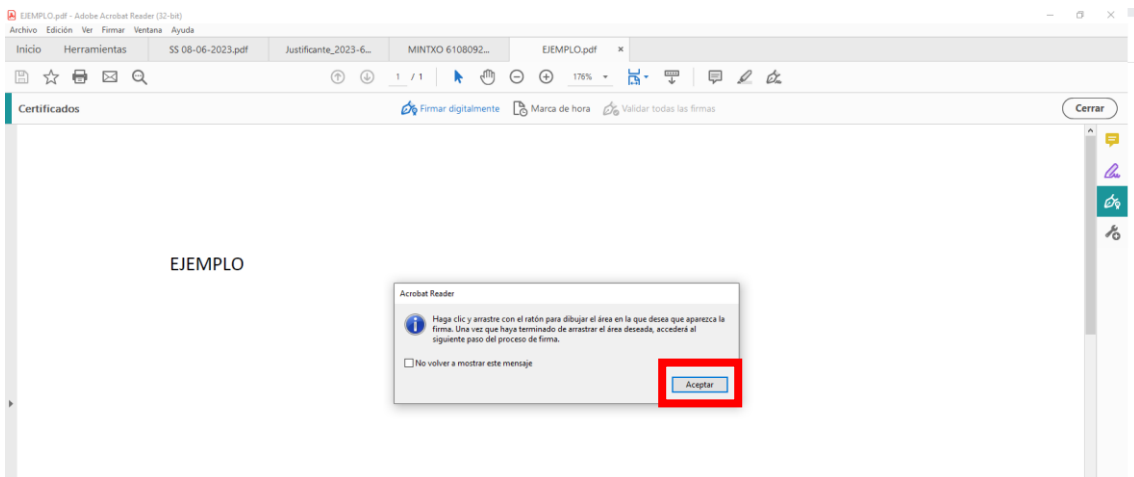 EJEMPLO.pdf - Adobe Acrobat Reader (32-bit)
Archivo Edición Ver Firmar Ventana Ayuda
Inicio Herramientas SS 08-06-2023.pdf Justificante_2023-6... MINTXO 6108092... EJEMPLO.pdf ×
1 / 1 176%
Certificados Firmar digitalmente Marca de hora Validar todas las firmas Cerrar
EJEMPLO
Acrobat Reader
Haga clic y arrastre con el ratón para dibujar el área en la que desea que aparezca la
firma. Una vez que haya terminado de arrastrar el área deseada, accederá al
siguiente paso del proceso de firma.
No volver a mostrar este mensaje
Aceptar